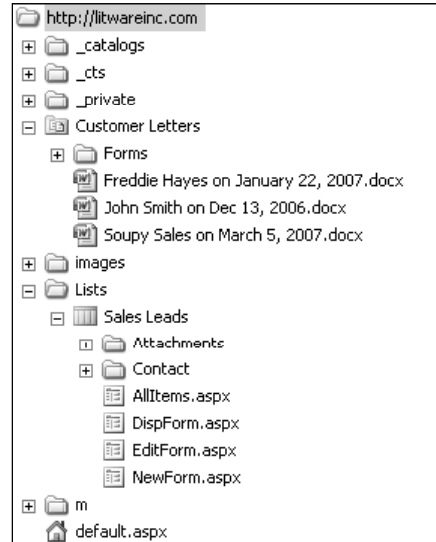 http://litwareinc.com
_catalogs
_cts
_private
Customer Letters
Forms
Freddie Hayes on January 22, 2007.docx
John Smith on Dec 13, 2006.docx
Soupy Sales on March 5, 2007.docx
images
Lists
Sales Leads
Attachments
Contact
AllItems.aspx
DispForm.aspx
EditForm.aspx
NewForm.aspx
m
default.aspx